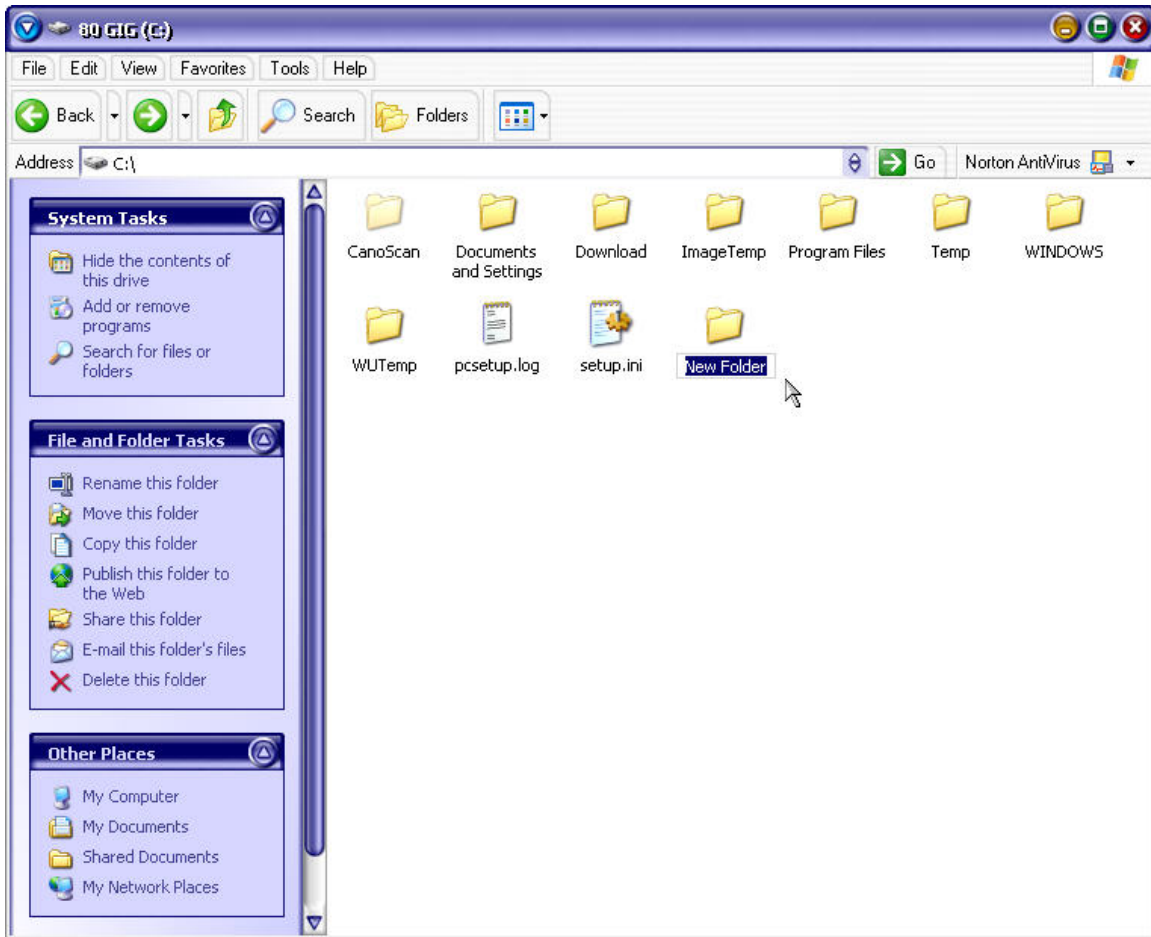 80 GIG (C:)
File Edit View Favorites Tools Help
Back Search Folders
Address C:\ Go Norton AntiVirus
System Tasks
Hide the contents of
this drive
Add or remove
programs
Search for files or
folders
File and Folder Tasks
Rename this folder
Move this folder
Copy this folder
Publish this folder to
the Web
Share this folder
E-mail this folder's files
Delete this folder
Other Places
My Computer
My Documents
Shared Documents
My Network Places
CanoScan Documents Download ImageTemp Program Files Temp WINDOWS
and Settings
WUTemp pcsetup.log setup.ini New Folder